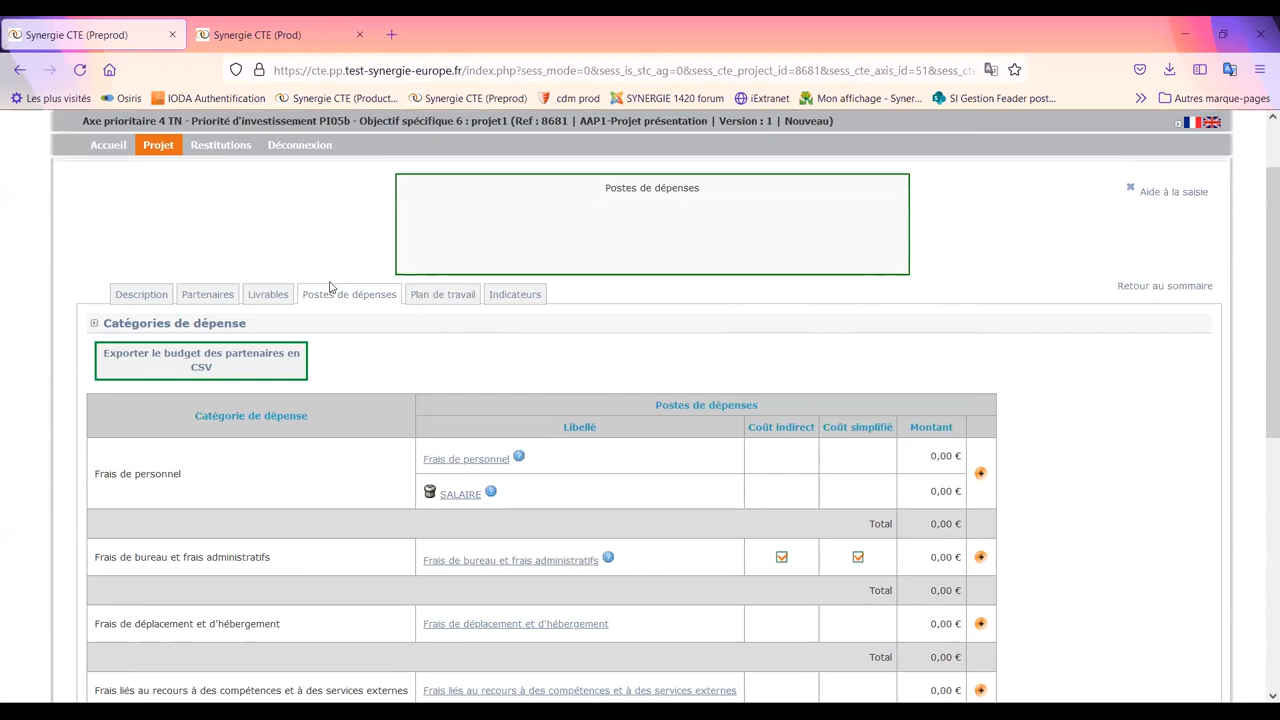 Synergie CTE (Preprod)
Synergie CTE (Prod)
https://cte.pp.test-synergie-europe.fr/index.php?sess_mode=0&sess_is_stc_ag=0&sess_cte_project_id=8681&sess_cte_axis_id=51&sess_cte
Les plus visités
Osiris
IODA Authentification
Synergie CTE (Product...
Synergie CTE (Preprod)
cdm prod
SYNERGIE 1420 forum
iExtranet
Mon affichage - Syner...
SI Gestion Feader post...
Autres marque-pages
Axe prioritaire 4 TN - Priorité d'investissement PI05b - Objectif spécifique 6 : projet1 (Ref : 8681 | AAP1-Projet présentation | Version : 1 | Nouveau)
Accueil
Projet
Restitutions
Déconnexion
Postes de dépenses
Aide à la saisie
Retour au sommaire
Description
Partenaires
Livrables
Postes de dépenses
Plan de travail
Indicateurs
Catégories de dépense
Exporter le budget des partenaires en
CSV
Catégorie de dépense
Postes de dépenses
Libellé
Coût indirect
Coût simplifié
Montant
Frais de personnel
Frais de personnel
0,00 €
SALAIRE
0,00 €
Total
0,00 €
Frais de bureau et frais administratifs
Frais de bureau et frais administratifs
0,00 €
Total
0,00 €
Frais de déplacement et d'hébergement
Frais de déplacement et d'hébergement
0,00 €
Total
0,00 €
Frais liés au recours à des compétences et à des services externes
Frais liés au recours à des compétences et à des services externes
0,00 €